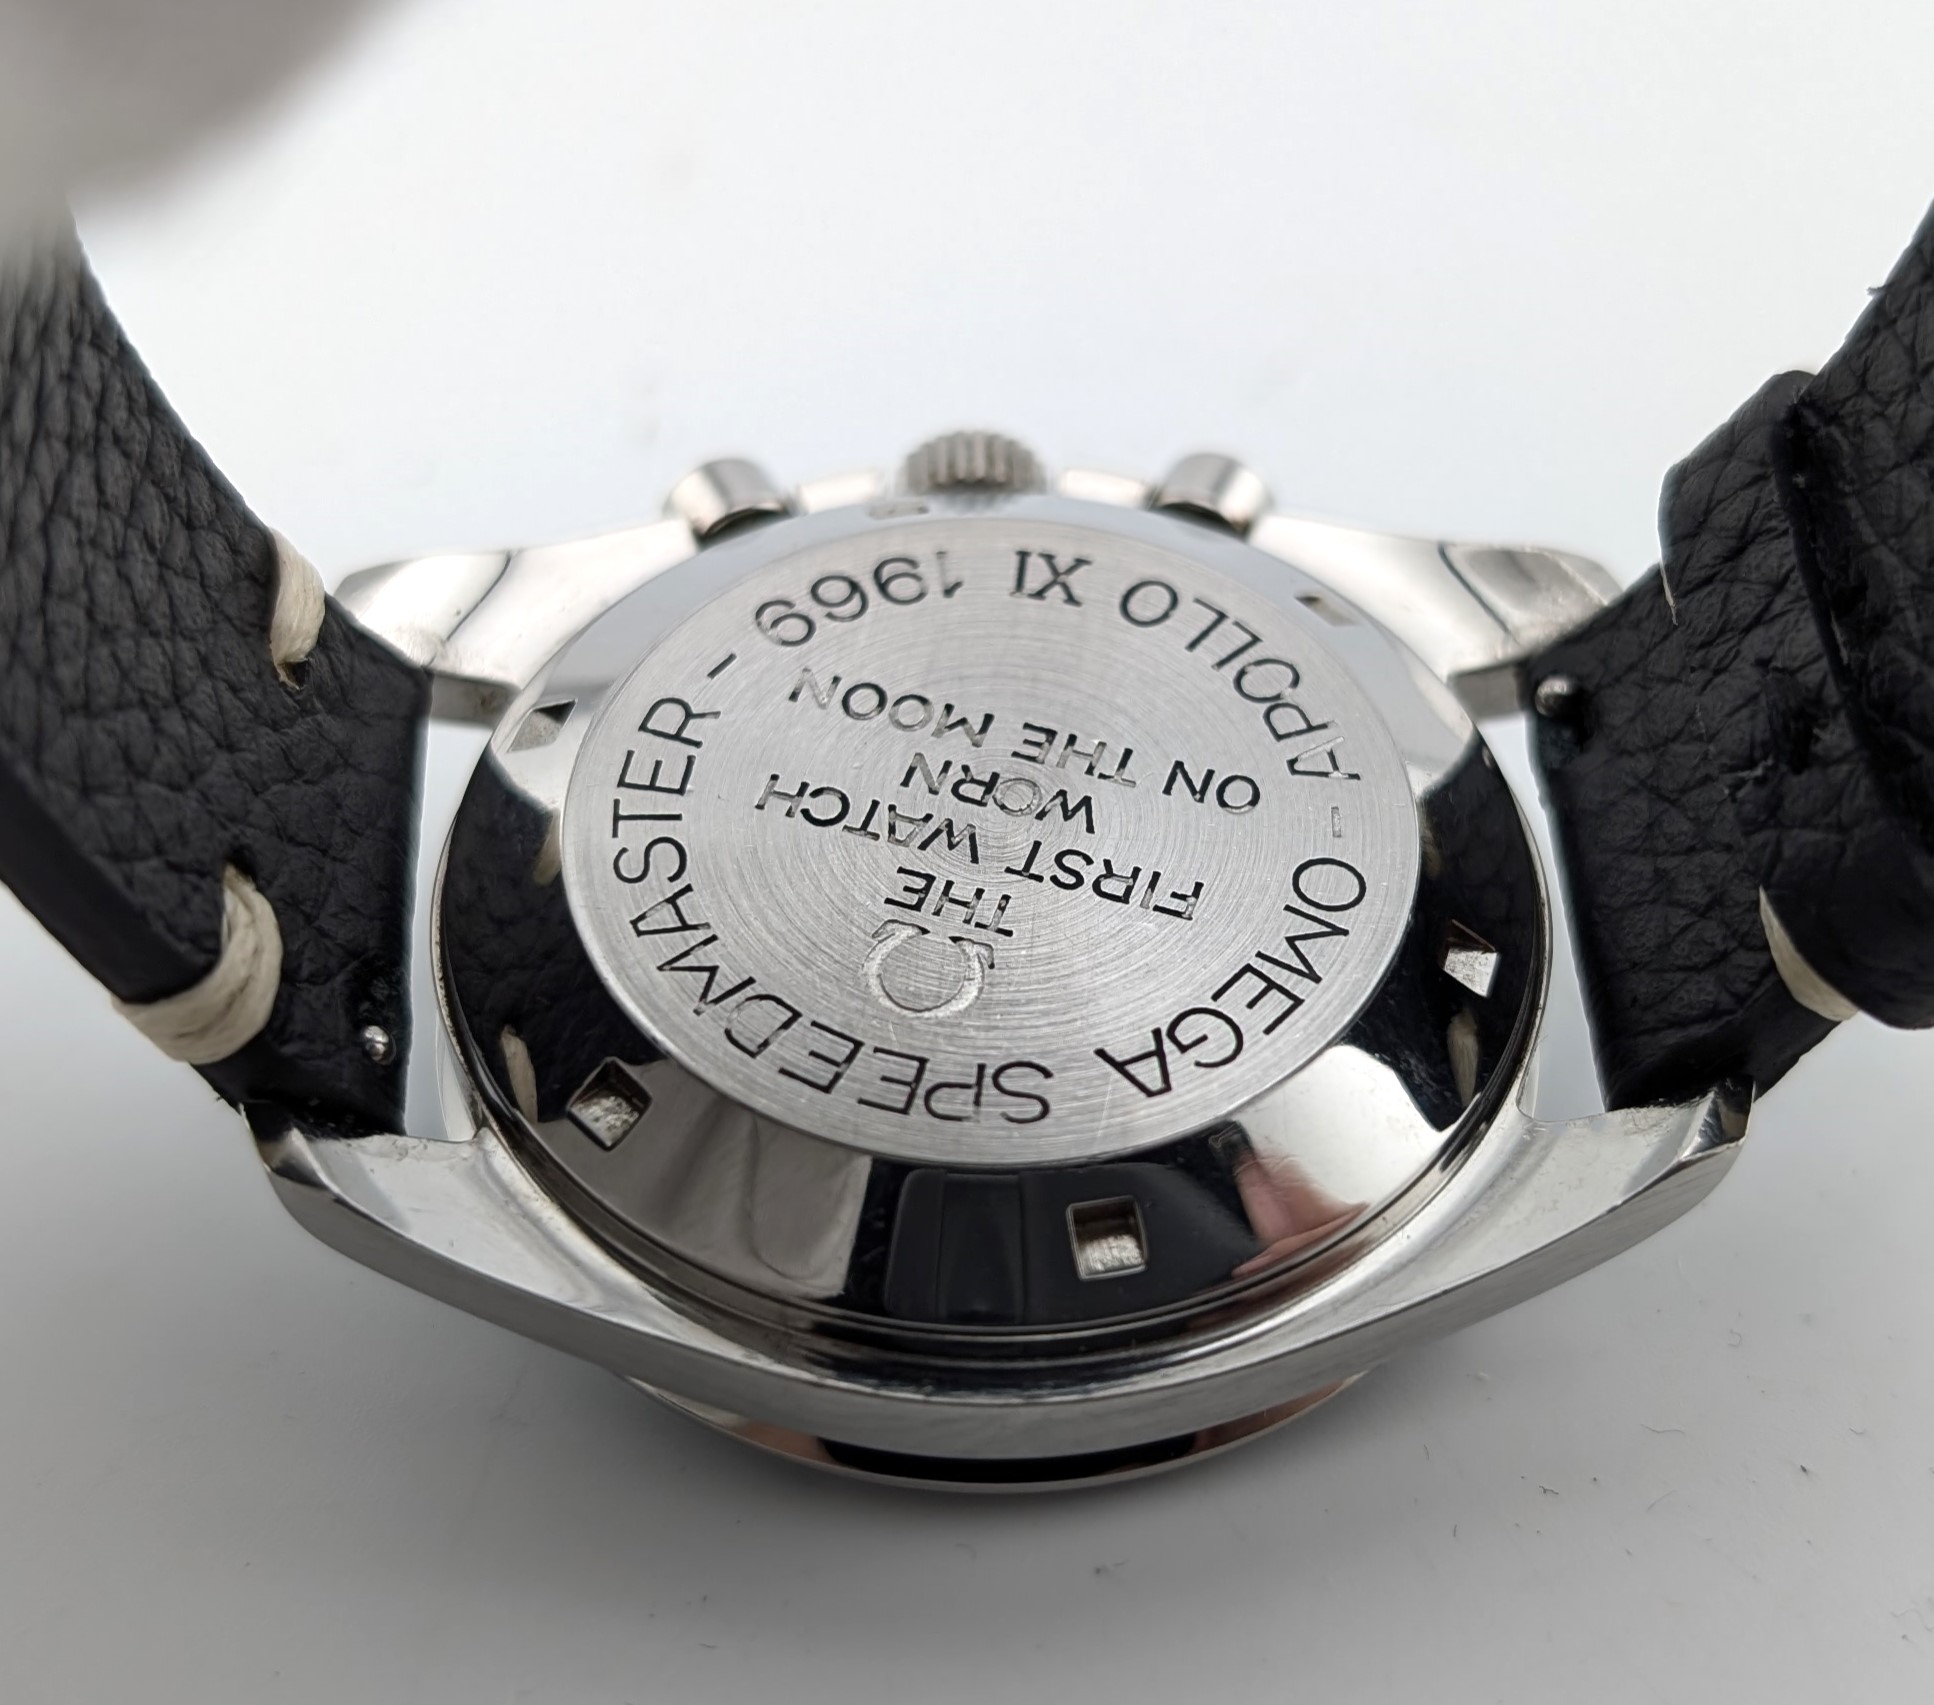 OMEGA SPEEDMASTER - 1969 APOLLO XI -
Ω
THE
FIRST WATCH
WORN
ON THE MOON